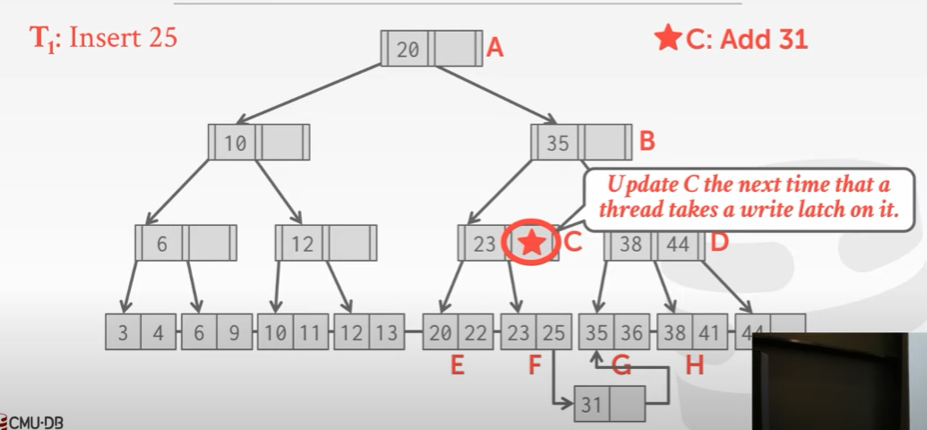 T₁: Insert 25
★C: Add 31
20 A
10
35 B
Update C the next time that a
thread takes a write latch on it.
6
12
23 ★ C
38 44 D
3 4
6 9
10 11
12 13
20 22
23 25
35 36
38 41
44
E
F
G
H
31
CMU·DB